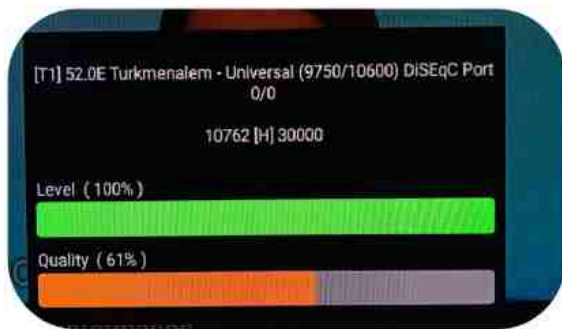 [T1] 52.0E Turkmenalem - Universal (9750/10600) DiSEqC Port
0/0
10762 [H] 30000
Level ( 100% )
Quality ( 61% )